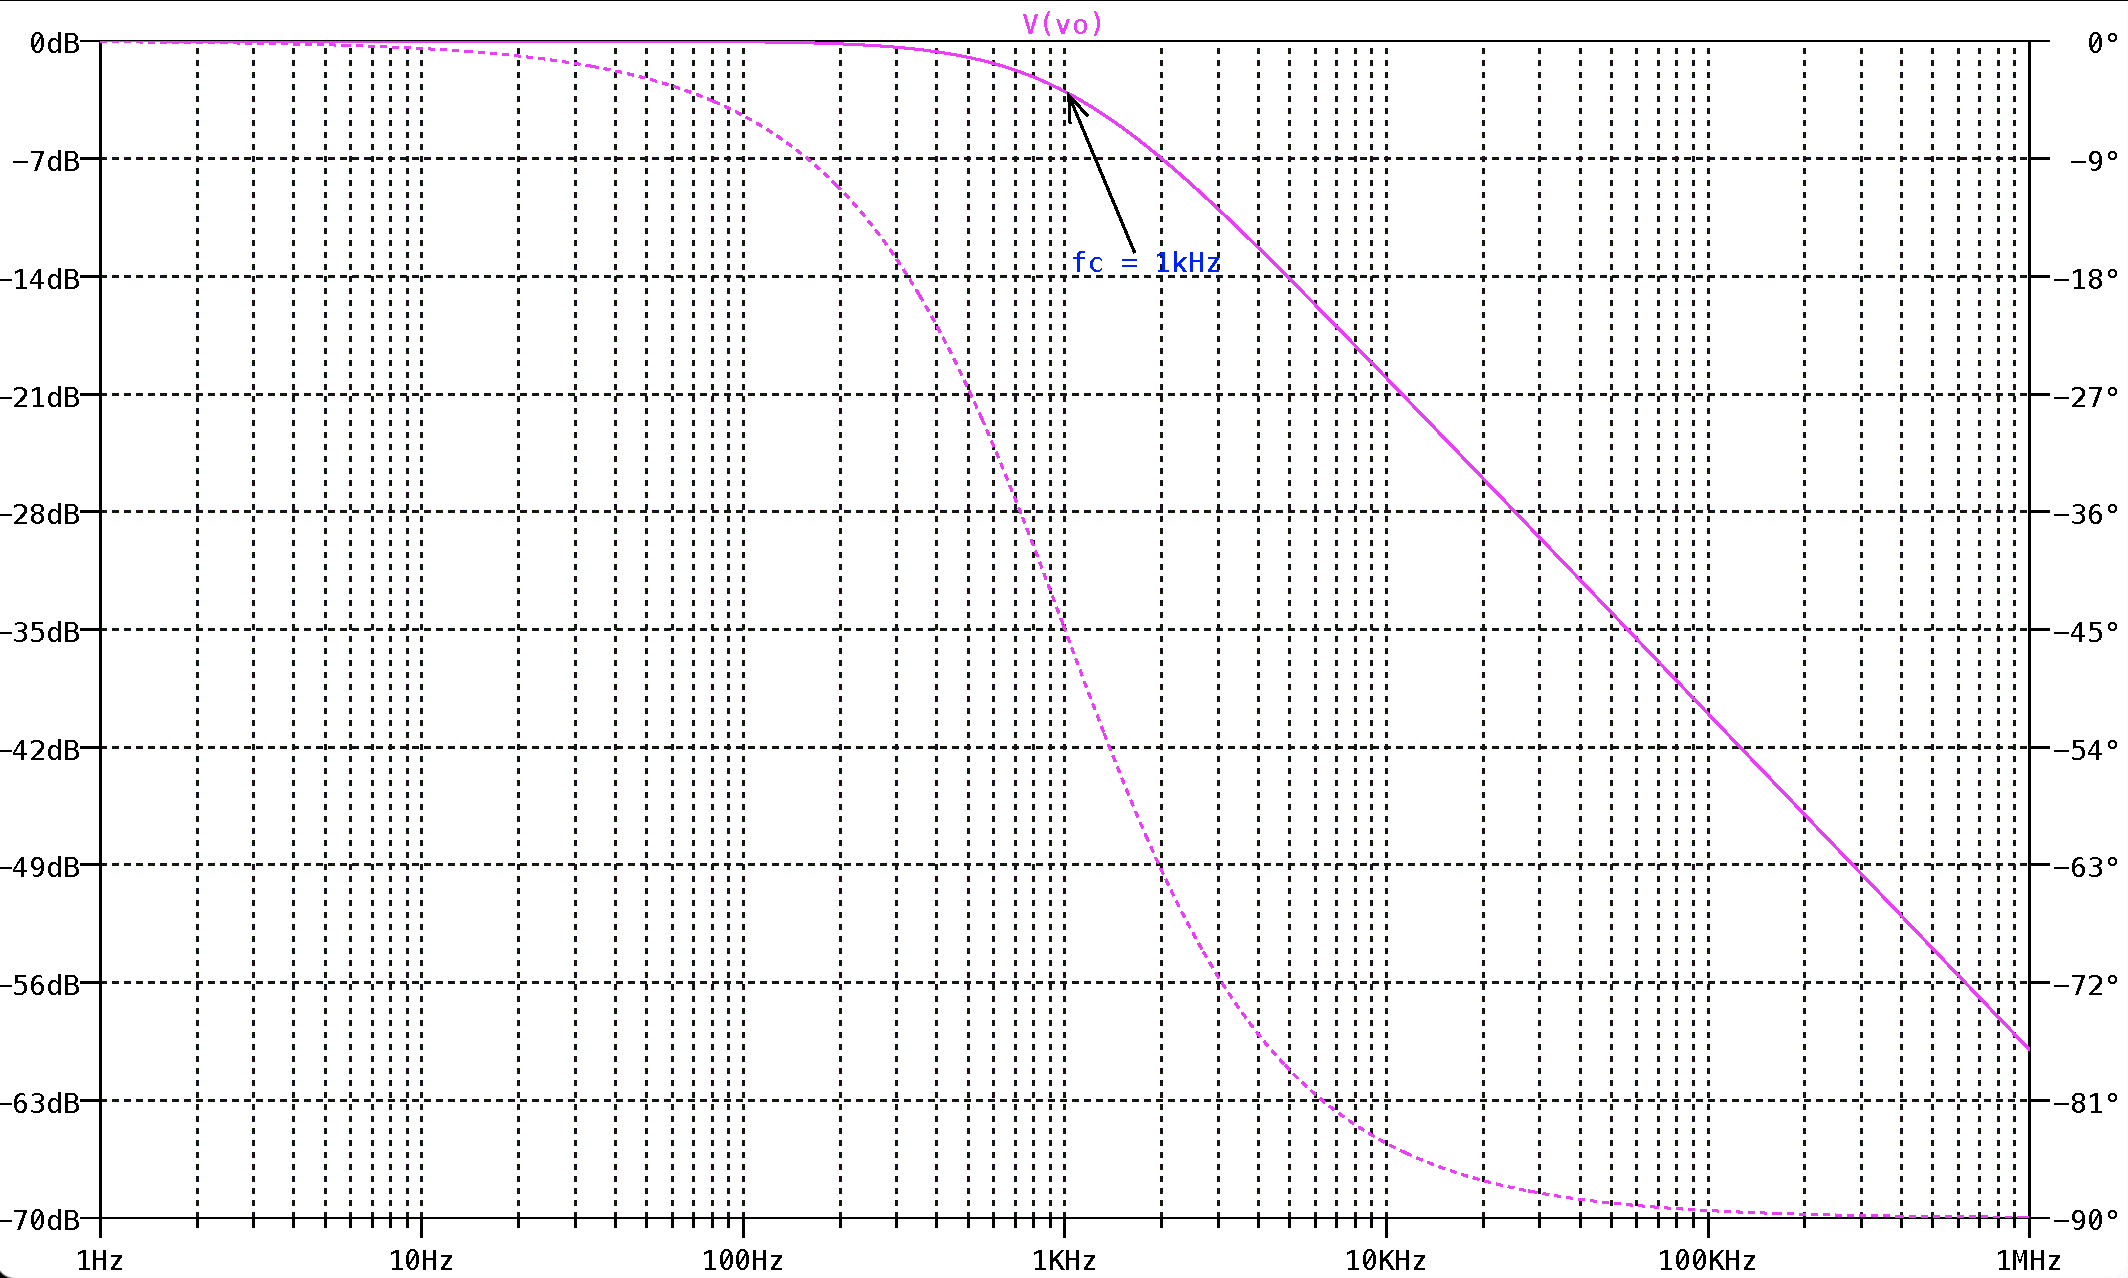 V(vo)
0dB
-7dB
-14dB
-21dB
-28dB
-35dB
-42dB
-49dB
-56dB
-63dB
-70dB
fc = 1kHz
0°
-9°
-18°
-27°
-36°
-45°
-54°
-63°
-72°
-81°
-90°
1Hz 10Hz 100Hz 1KHz 10KHz 100KHz 1MHz